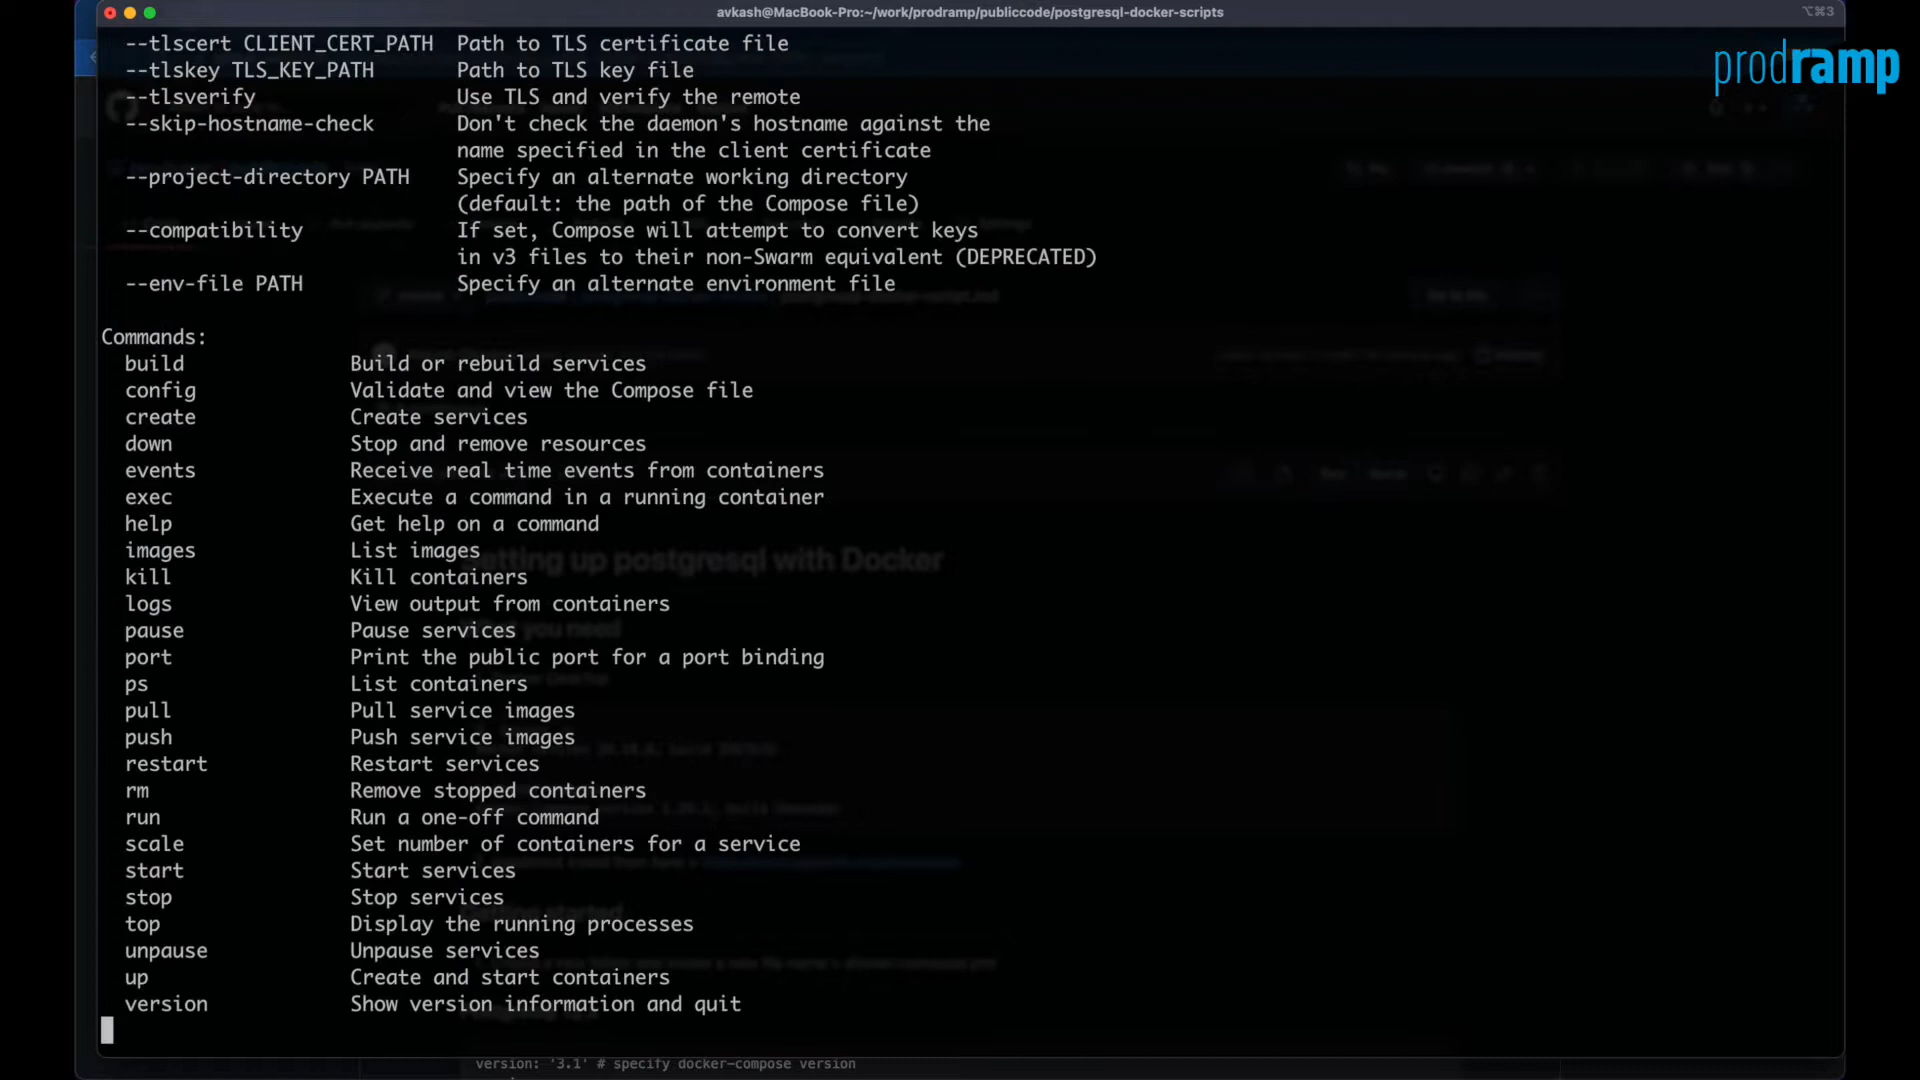 avkash@MacBook-Pro:~/work/prodramp/publiccode/postgresql-docker-scripts
⌥⌘3
prodramp
--tlscert CLIENT_CERT_PATH  Path to TLS certificate file
--tlskey TLS_KEY_PATH       Path to TLS key file
--tlsverify                 Use TLS and verify the remote
--skip-hostname-check       Don't check the daemon's hostname against the
name specified in the client certificate
--project-directory PATH    Specify an alternate working directory
(default: the path of the Compose file)
--compatibility             If set, Compose will attempt to convert keys
in v3 files to their non-Swarm equivalent (DEPRECATED)
--env-file PATH             Specify an alternate environment file
Commands:
build              Build or rebuild services
config             Validate and view the Compose file
create             Create services
down               Stop and remove resources
events             Receive real time events from containers
exec               Execute a command in a running container
help               Get help on a command
images             List images
Setting up postgresql with Docker
kill               Kill containers
logs               View output from containers
pause              Pause services
you need
port               Print the public port for a port binding
ps                 List containers
pull               Pull service images
push               Push service images
restart            Restart services
rm                 Remove stopped containers
run                Run a one-off command
scale              Set number of containers for a service
start              Start services
stop               Stop services
top                Display the running processes
unpause            Unpause services
up                 Create and start containers
version            Show version information and quit
version: '3.1' # specify docker-compose version